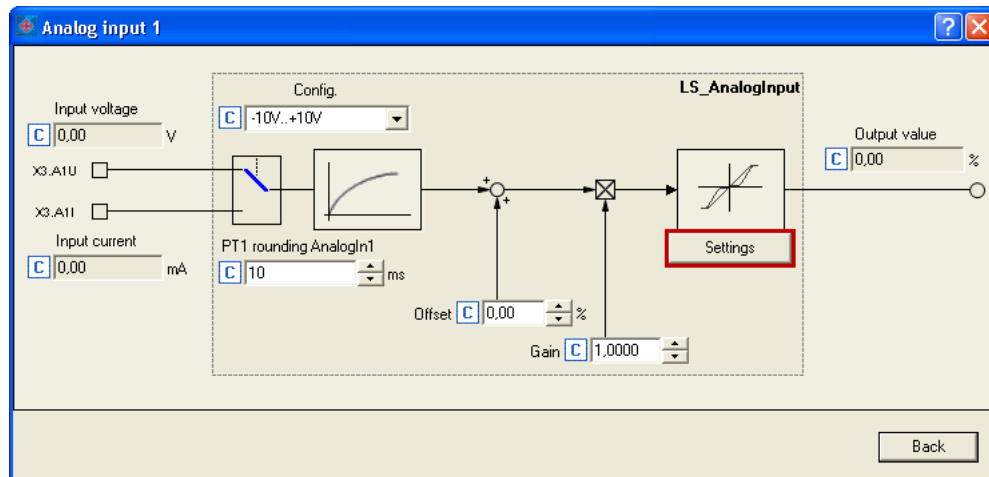 Analog input 1
?
Config.
LS_AnalogInput
Input voltage
C -10V..+10V
C 0,00 V
Output value
C 0,00 %
X3.A1U
X3.A1I
+
+
Input current
PT1 rounding AnalogIn1
Settings
C 0,00 mA
C 10 ms
Offset C 0,00 %
Gain C 1,0000
Back